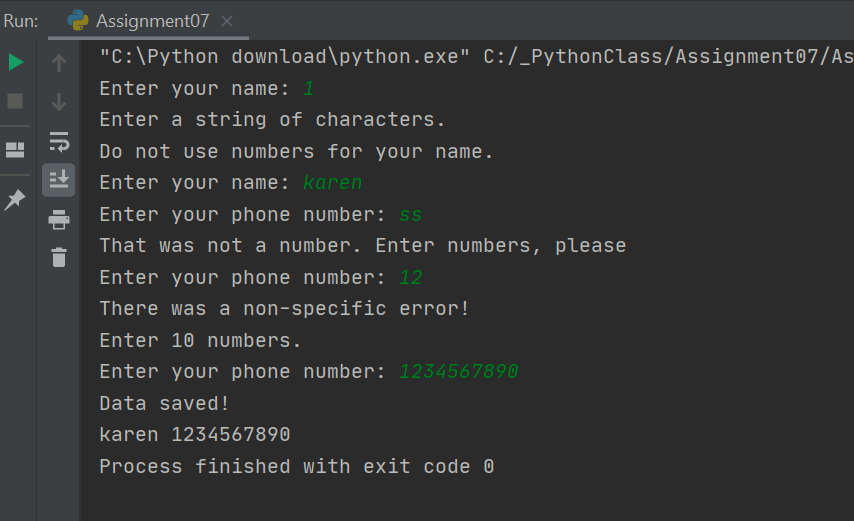 Run: Assignment07
"C:\Python download\python.exe" C:/_PythonClass/Assignment07/As
Enter your name: 1
Enter a string of characters.
Do not use numbers for your name.
Enter your name: karen
Enter your phone number: ss
That was not a number. Enter numbers, please
Enter your phone number: 12
There was a non-specific error!
Enter 10 numbers.
Enter your phone number: 1234567890
Data saved!
karen 1234567890
Process finished with exit code 0